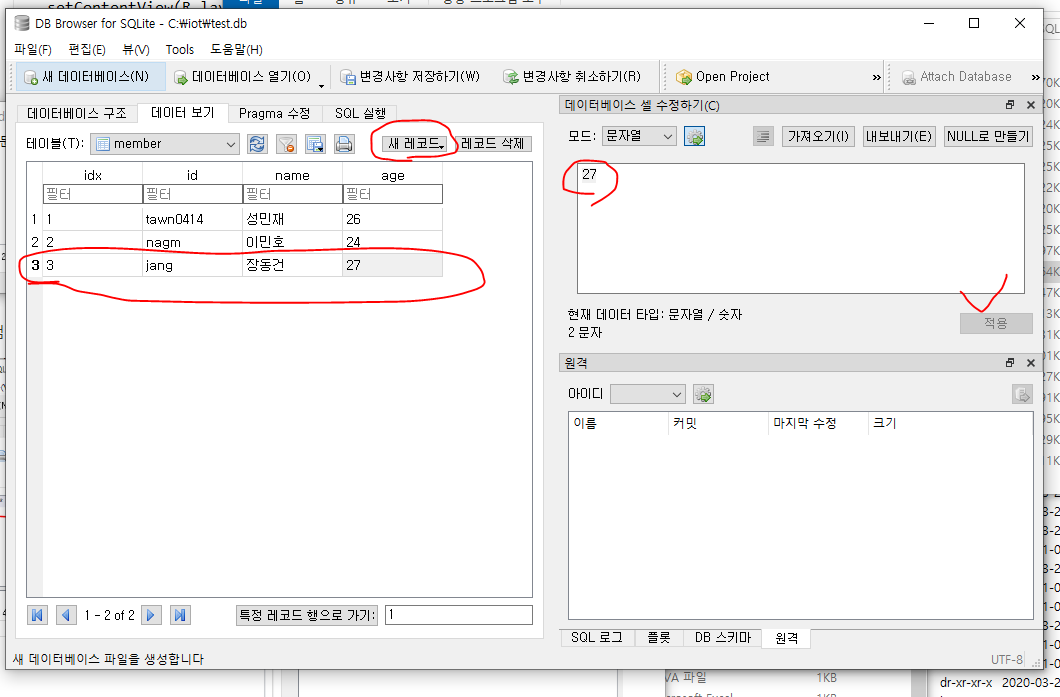 setContentView(R.lay
DB Browser for SQLite - C:₩iot₩test.db
파일(F) 편집(E) 뷰(V) Tools 도움말(H)
새 데이터베이스(N) 데이터베이스 열기(O) 변경사항 저장하기(W) 변경사항 취소하기(R) Open Project » Attach Database »
데이터베이스 구조 데이터 보기 Pragma 수정 SQL 실행
테이블(T): member 새 레코드 레코드 삭제
idx id name age
필터 필터 필터 필터
1 1 tawn0414 성민재 26
2 2 nagm 이민호 24
3 3 jang 장동건 27
1 - 2 of 2 특정 레코드 행으로 가기: 1
데이터베이스 셀 수정하기(C)
모드: 문자열 가져오기(I) 내보내기(E) NULL로 만들기
27
현재 데이터 타입: 문자열 / 숫자
2 문자
적용
원격
아이디
이름 커밋 마지막 수정 크기
SQL 로그 플롯 DB 스키마 원격
새 데이터베이스 파일을 생성합니다
UTF-8
VA 파일 1KB
dr-xr-xr-x 2020-03-2